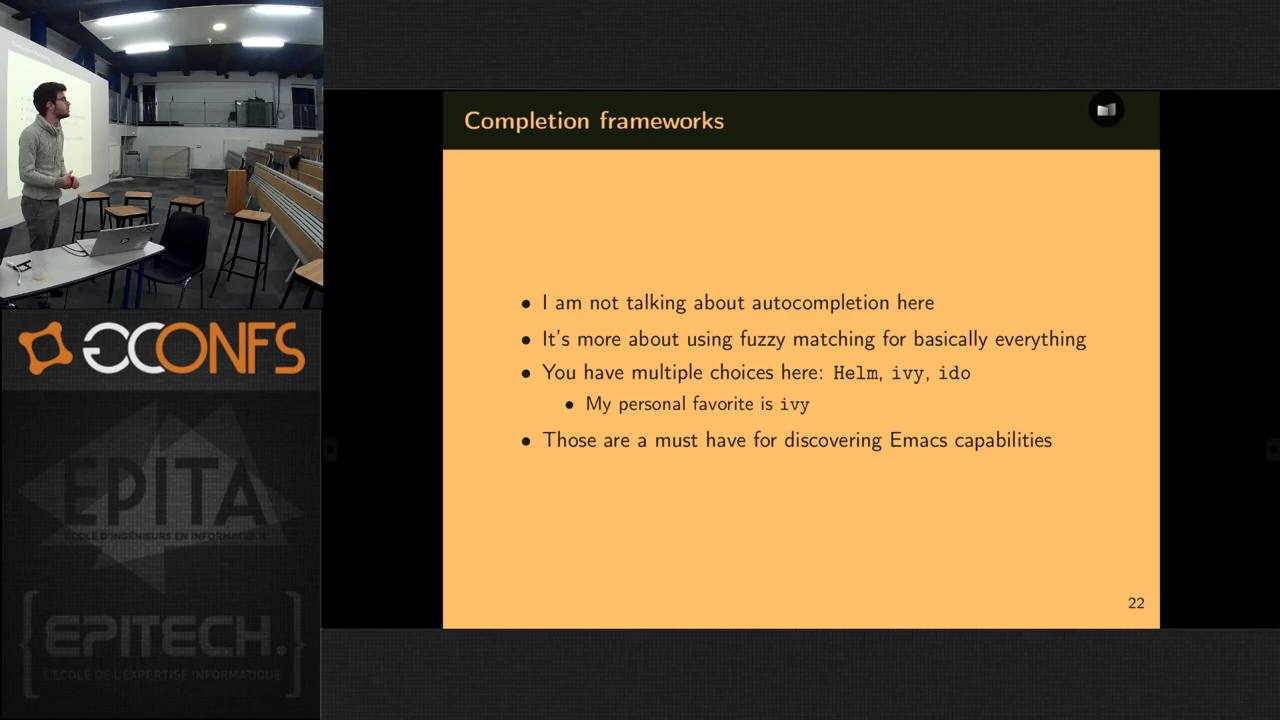 Completion frameworks
• I am not talking about autocompletion here
• It's more about using fuzzy matching for basically everything
• You have multiple choices here: Helm, ivy, ido
• My personal favorite is ivy
• Those are a must have for discovering Emacs capabilities
22
CONFS
EPITA
ÉCOLE D'INGÉNIEURS EN INFORMATIQUE
{EPITECH.}
L'ECOLE DE L'EXPERTISE INFORMATIQUE